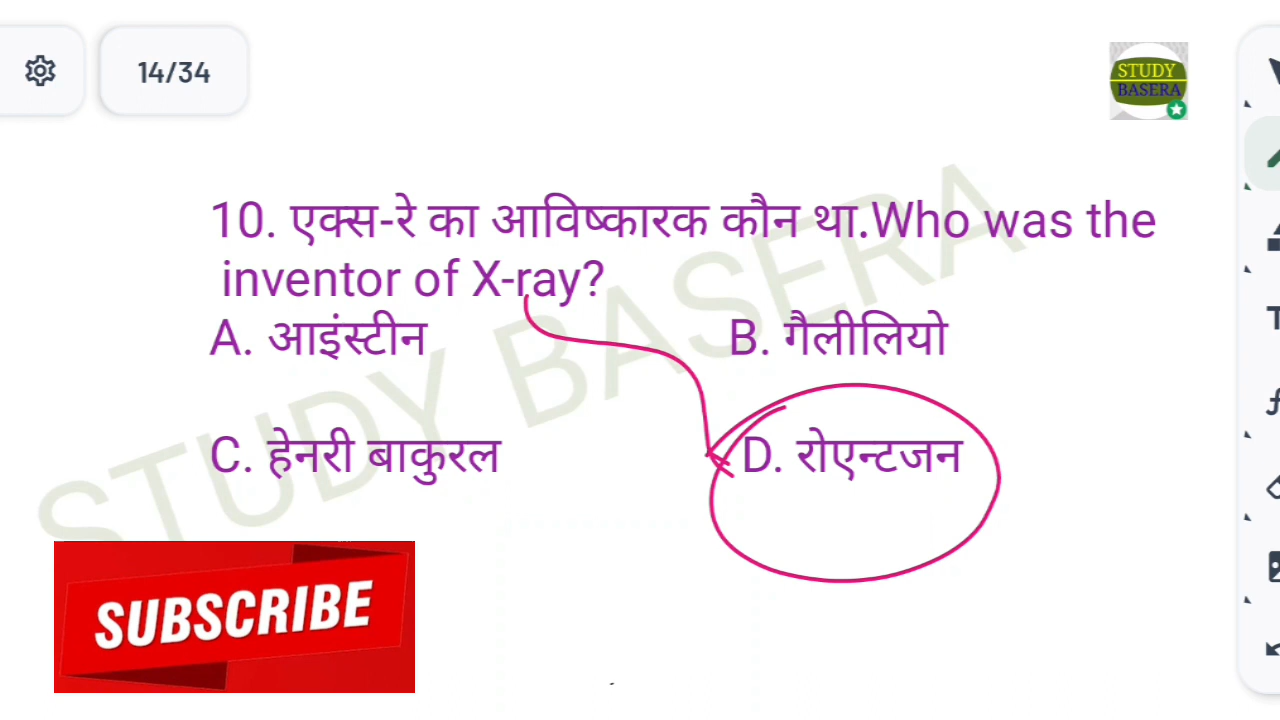 14/34
STUDY
BASERA
10. एक्स-रे का आविष्कारक कौन था.Who was the
inventor of X-ray?
A. आइंस्टीन
B. गैलीलियो
C. हेनरी बाकुरल
D. रोएन्टजन
STUDY BASERA
SUBSCRIBE